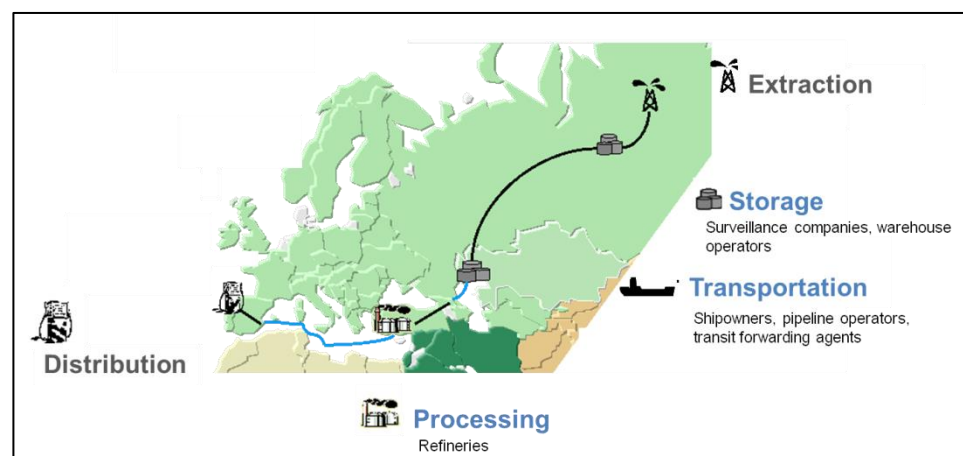 Extraction
Storage
Surveillance companies, warehouse
operators
Transportation
Shipowners, pipeline operators,
transit forwarding agents
Distribution
Processing
Refineries